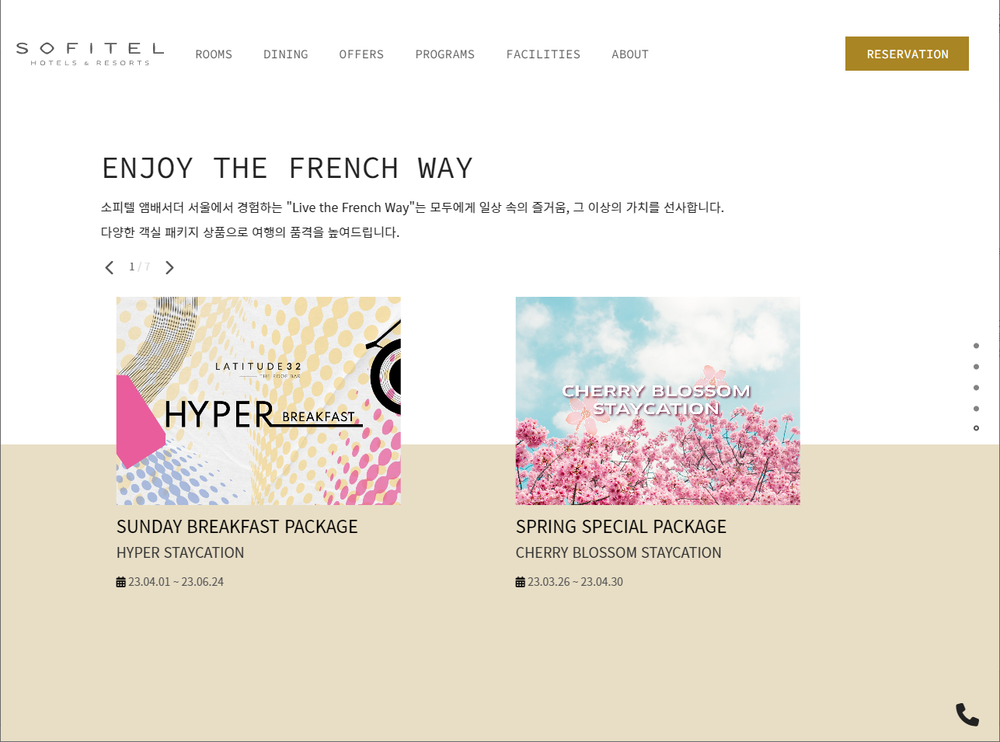 SOFITEL
HOTELS & RESORTS
ROOMS
DINING
OFFERS
PROGRAMS
FACILITIES
ABOUT
RESERVATION
ENJOY THE FRENCH WAY
소피텔 앰배서더 서울에서 경험하는 "Live the French Way"는 모두에게 일상 속의 즐거움, 그 이상의 가치를 선사합니다.
다양한 객실 패키지 상품으로 여행의 품격을 높여드립니다.
1 / 7
LATITUDE32
THE ROOF BAR
HYPER BREAKFAST
SUNDAY BREAKFAST PACKAGE
HYPER STAYCATION
23.04.01 ~ 23.06.24
CHERRY BLOSSOM
STAYCATION
SPRING SPECIAL PACKAGE
CHERRY BLOSSOM STAYCATION
23.03.26 ~ 23.04.30